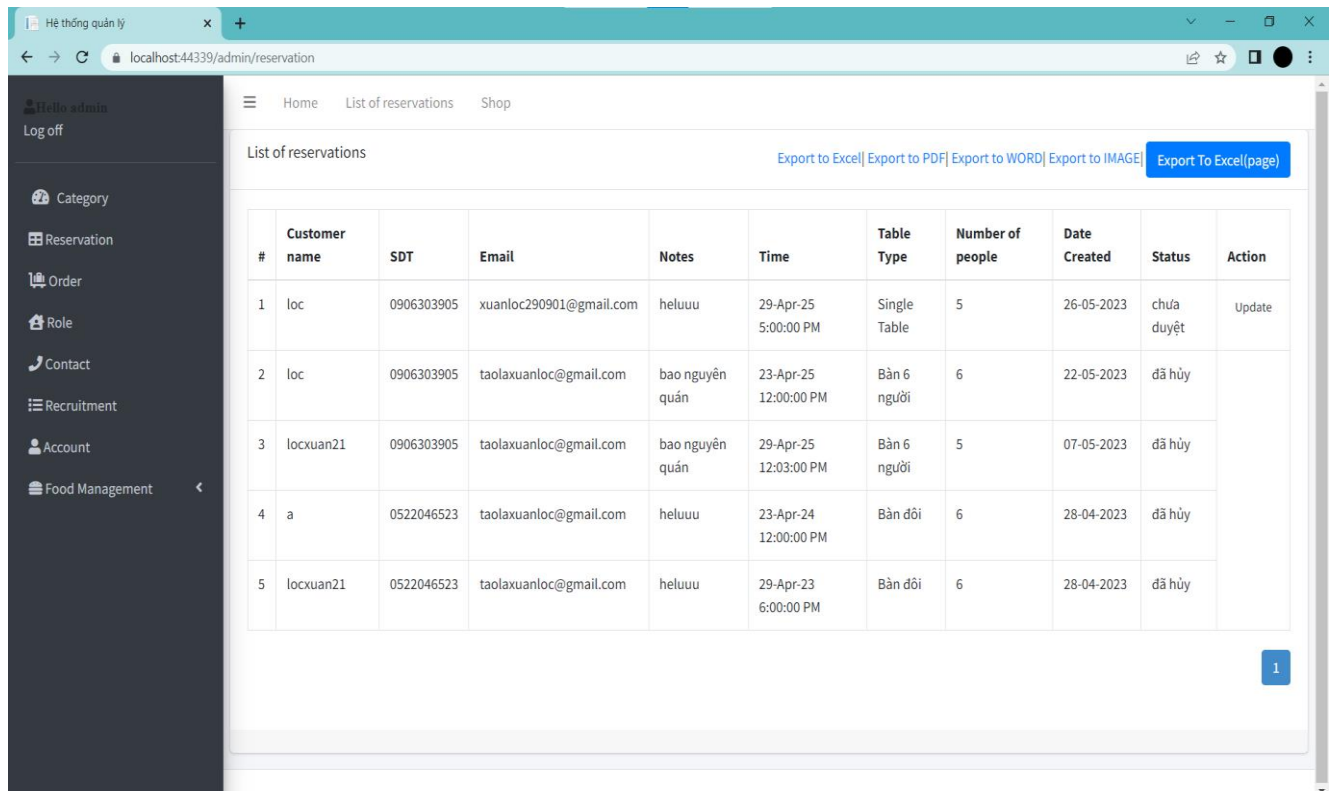 Hệ thống quản lý
localhost:44339/admin/reservation
Hello admin
Log off
Category
Reservation
Order
Role
Contact
Recruitment
Account
Food Management
Home List of reservations Shop
List of reservations
Export to Excel| Export to PDF| Export to WORD| Export to IMAGE| Export To Excel(page)
# Customer name SDT Email Notes Time Table Type Number of people Date Created Status Action
1 loc 0906303905 xuanloc290901@gmail.com heluuu 29-Apr-25 5:00:00 PM Single Table 5 26-05-2023 chưa duyệt Update
2 loc 0906303905 taolaxuanloc@gmail.com bao nguyên quán 23-Apr-25 12:00:00 PM Bàn 6 người 6 22-05-2023 đã hủy
3 locxuan21 0906303905 taolaxuanloc@gmail.com bao nguyên quán 29-Apr-25 12:03:00 PM Bàn 6 người 5 07-05-2023 đã hủy
4 a 0522046523 taolaxuanloc@gmail.com heluuu 23-Apr-24 12:00:00 PM Bàn đôi 6 28-04-2023 đã hủy
5 locxuan21 0522046523 taolaxuanloc@gmail.com heluuu 29-Apr-23 6:00:00 PM Bàn đôi 6 28-04-2023 đã hủy
1